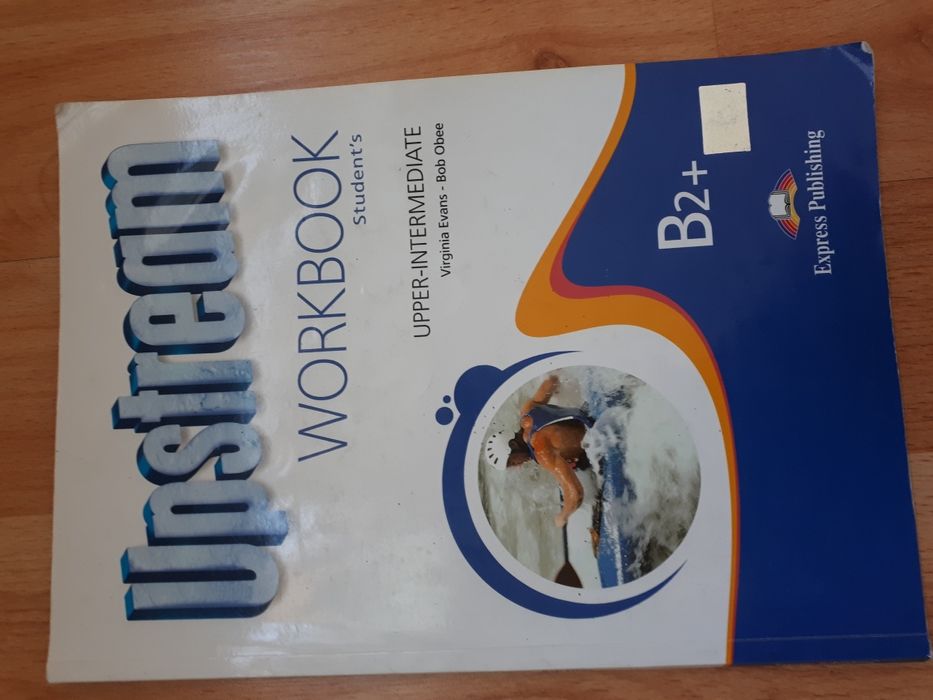 Upstream
WORKBOOK
Student's
UPPER-INTERMEDIATE
Virginia Evans - Bob Obee
B2+
Express Publishing